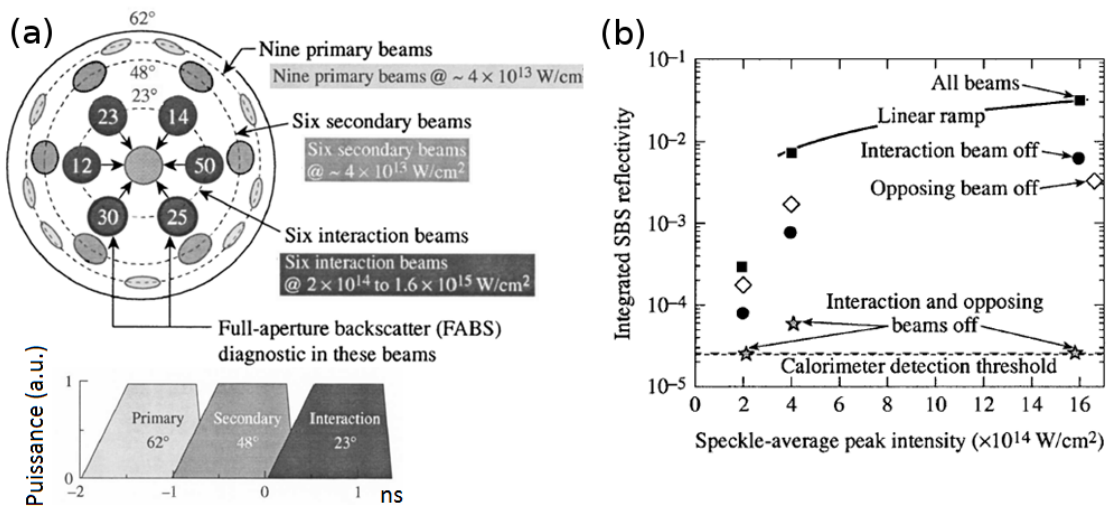 (a)
62°
Nine primary beams
Nine primary beams @ ~ 4 × 10¹³ W/cm
48°
23°
23
14
Six secondary beams
12
50
Six secondary beams
@ ~ 4 × 10¹³ W/cm²
30
25
Six interaction beams
Six interaction beams
@ 2 × 10¹⁴ to 1.6 × 10¹⁵ W/cm²
Full-aperture backscatter (FABS)
diagnostic in these beams
Puissance (a.u.)
1
0
Primary
62°
Secondary
48°
Interaction
23°
−2
−1
0
1
ns
(b)
Integrated SBS reflectivity
10⁻¹
10⁻²
10⁻³
10⁻⁴
10⁻⁵
All beams
Linear ramp
Interaction beam off
Opposing beam off
Interaction and opposing
beams off
Calorimeter detection threshold
0
2
4
6
8
10
12
14
16
Speckle-average peak intensity (×10¹⁴ W/cm²)